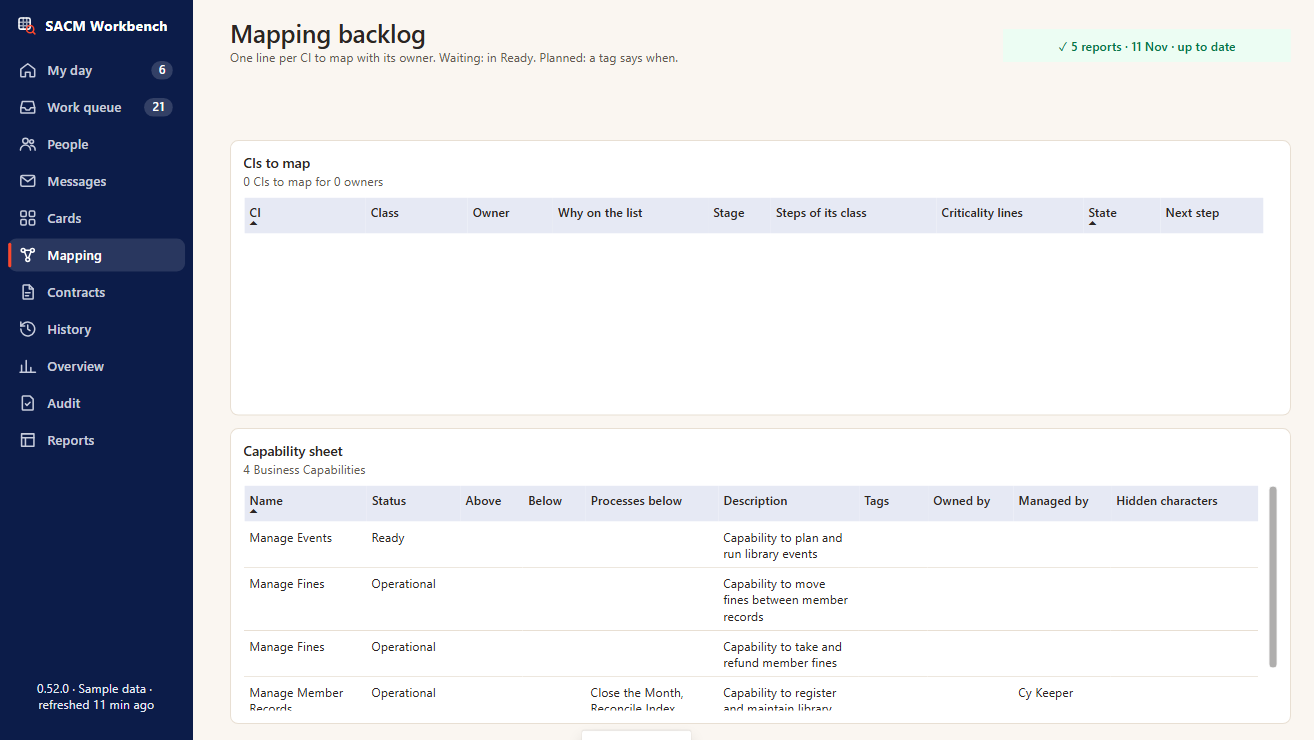 SACM Workbench
My day 6
Work queue 21
People
Messages
Cards
Mapping
Contracts
History
Overview
Audit
Reports
0.52.0 · Sample data ·
refreshed 11 min ago
Mapping backlog
One line per CI to map with its owner. Waiting: in Ready. Planned: a tag says when.
✓ 5 reports · 11 Nov · up to date
CIs to map
0 CIs to map for 0 owners
CI Class Owner Why on the list Stage Steps of its class Criticality lines State Next step
Capability sheet
4 Business Capabilities
Name Status Above Below Processes below Description Tags Owned by Managed by Hidden characters
Manage Events Ready Capability to plan and
run library events
Manage Fines Operational Capability to move
fines between member
records
Manage Fines Operational Capability to take and
refund member fines
Manage Member Operational Close the Month, Capability to register Cy Keeper
Records Reconcile Index and maintain library